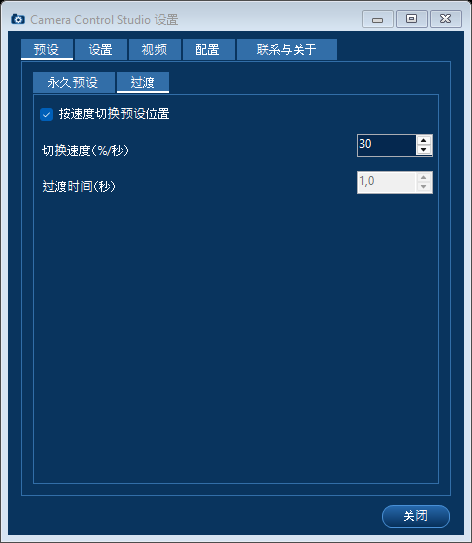 Camera Control Studio 设置
预设 设置 视频 配置 联系与关于
永久预设 过渡
按速度切换预设位置
切换速度(%/秒) 30
过渡时间(秒) 1,0
关闭